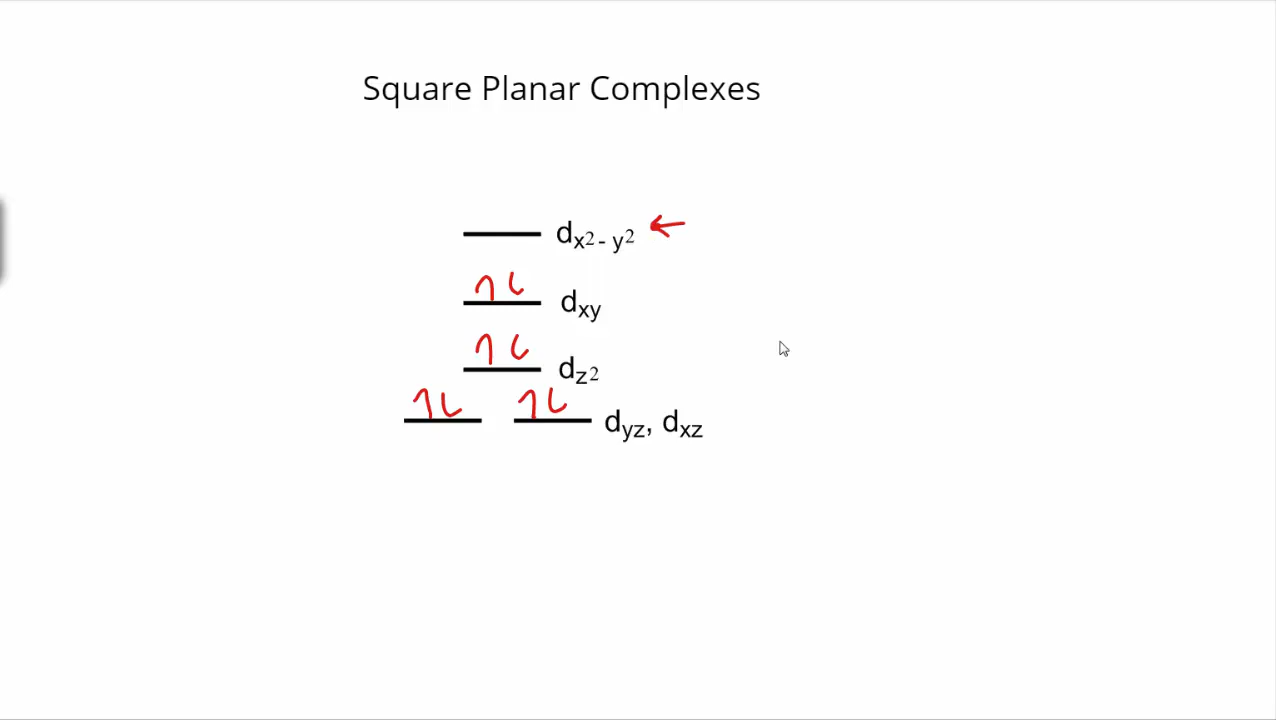 Square Planar Complexes
dx² - y²
dxy
dz²
dyz, dxz